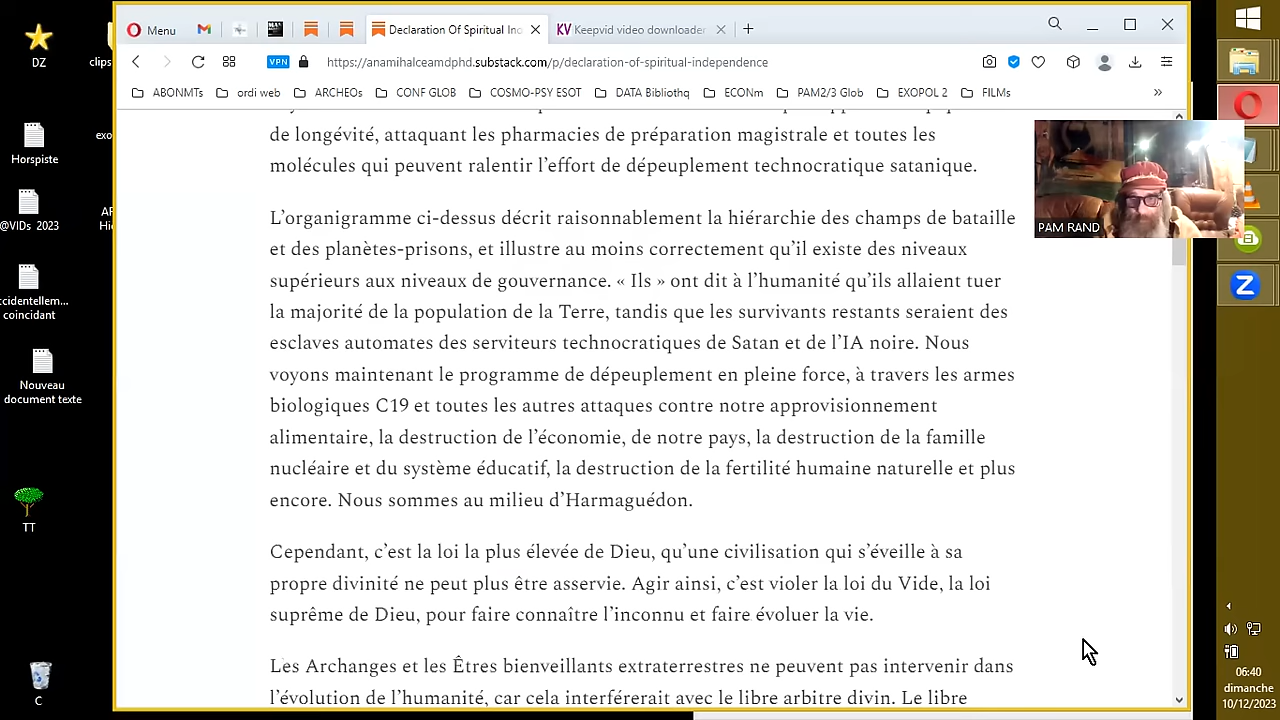 Menu
Declaration Of Spiritual Ind
KV Keepvid video downloader
VPN
https://anamihalceamdphd.substack.com/p/declaration-of-spiritual-independence
ABONMTs
ordi web
ARCHEOs
CONF GLOB
COSMO-PSY ESOT
DATA Bibliothq
ECONm
PAM2/3 Glob
EXOPOL 2
FILMs
de longévité, attaquant les pharmacies de préparation magistrale et toutes les
molécules qui peuvent ralentir l'effort de dépeuplement technocratique satanique.
L'organigramme ci-dessus décrit raisonnablement la hiérarchie des champs de bataille
et des planètes-prisons, et illustre au moins correctement qu'il existe des niveaux
supérieurs aux niveaux de gouvernance. « Ils » ont dit à l'humanité qu'ils allaient tuer
la majorité de la population de la Terre, tandis que les survivants restants seraient des
esclaves automates des serviteurs technocratiques de Satan et de l'IA noire. Nous
voyons maintenant le programme de dépeuplement en pleine force, à travers les armes
biologiques C19 et toutes les autres attaques contre notre approvisionnement
alimentaire, la destruction de l'économie, de notre pays, la destruction de la famille
nucléaire et du système éducatif, la destruction de la fertilité humaine naturelle et plus
encore. Nous sommes au milieu d'Harmaguédon.
Cependant, c'est la loi la plus élevée de Dieu, qu'une civilisation qui s'éveille à sa
propre divinité ne peut plus être asservie. Agir ainsi, c'est violer la loi du Vide, la loi
suprême de Dieu, pour faire connaître l'inconnu et faire évoluer la vie.
Les Archanges et les Êtres bienveillants extraterrestres ne peuvent pas intervenir dans
l'évolution de l'humanité, car cela interférerait avec le libre arbitre divin. Le libre
PAM RAND
DZ
clips
Horspiste
exo
@VIDs 2023
AF
Hi
ccidentellem...
coincidant
Nouveau
document texte
TT
C
06:40
dimanche
10/12/2023